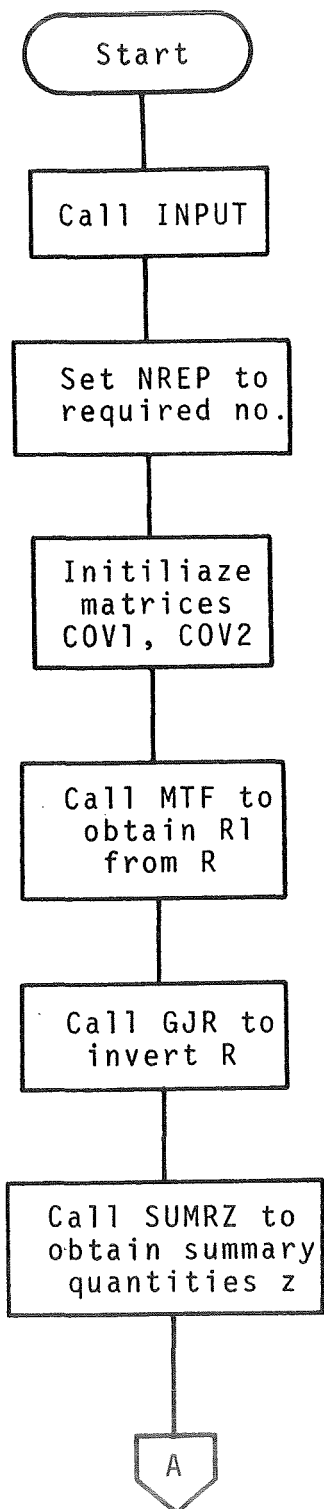 Start
Call INPUT
Set NREP to
required no.
Initiliaze
matrices
COV1, COV2
Call MTF to
obtain R1
from R
Call GJR to
invert R
Call SUMRZ to
obtain summary
quantities z
A